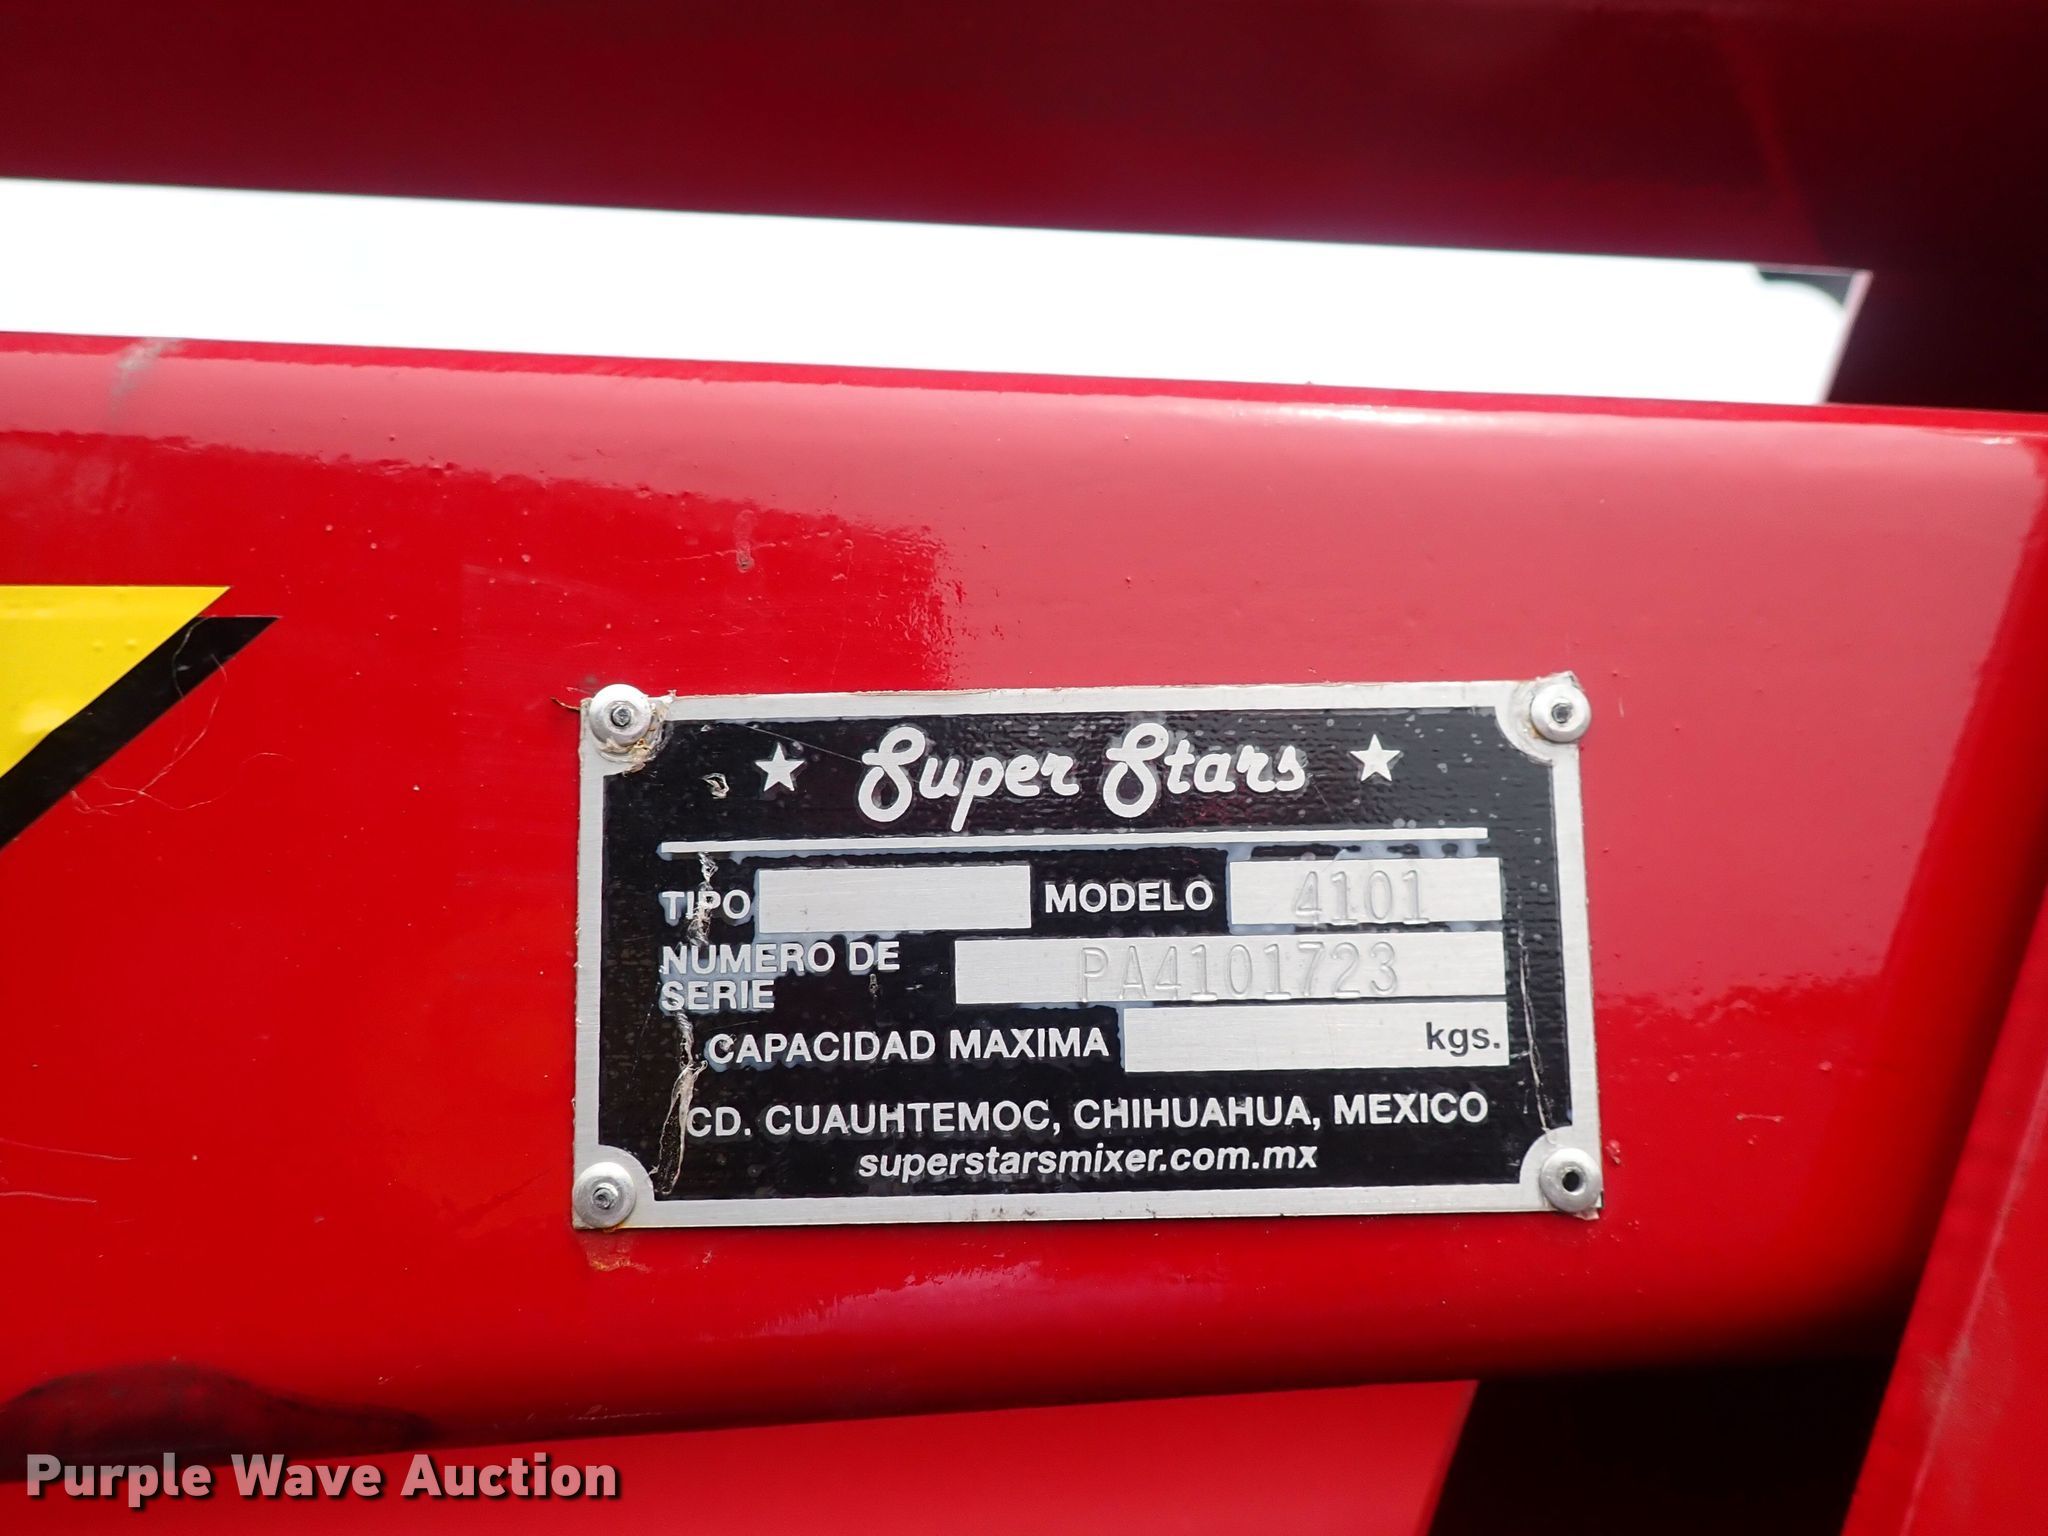 ★ Super Stars ★
TIPO MODELO 4101
NUMERO DE SERIE PA4101723
CAPACIDAD MAXIMA kgs.
CD. CUAUHTEMOC, CHIHUAHUA, MEXICO
superstarsmixer.com.mx
Purple Wave Auction